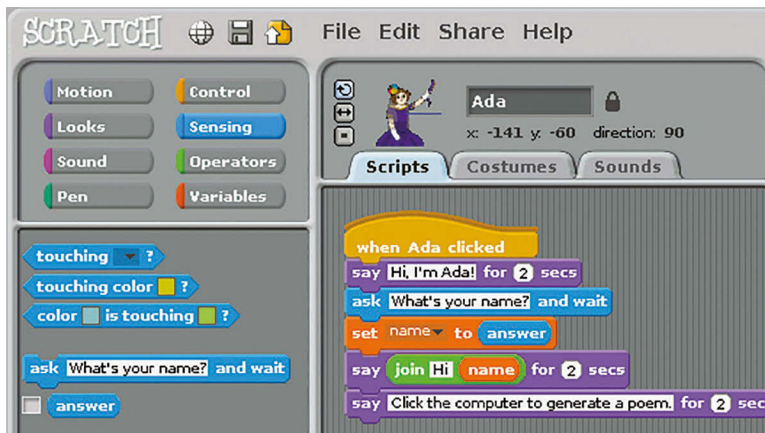 SCRATCH File Edit Share Help
Motion Control
Looks Sensing
Sound Operators
Pen Variables
Ada
x: -141 y: -60 direction: 90
Scripts Costumes Sounds
touching ?
touching color ?
color is touching ?
ask What's your name? and wait
answer
when Ada clicked
say Hi, I'm Ada! for 2 secs
ask What's your name? and wait
set name to answer
say join Hi name for 2 secs
say Click the computer to generate a poem. for 2 sec